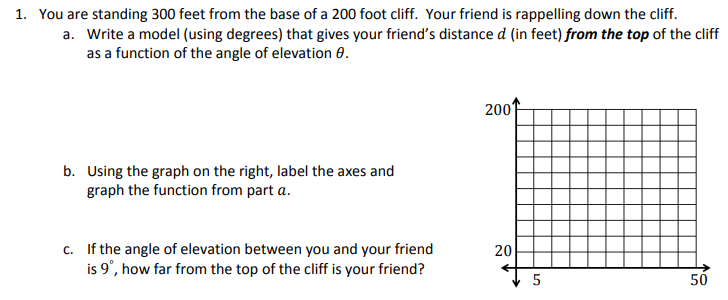 1. You are standing 300 feet from the base of a 200 foot cliff. Your friend is rappelling down the cliff.
a. Write a model (using degrees) that gives your friend's distance d (in feet) from the top of the cliff
as a function of the angle of elevation θ.
200
b. Using the graph on the right, label the axes and
graph the function from part a.
c. If the angle of elevation between you and your friend
is 9°, how far from the top of the cliff is your friend?
20
5
50